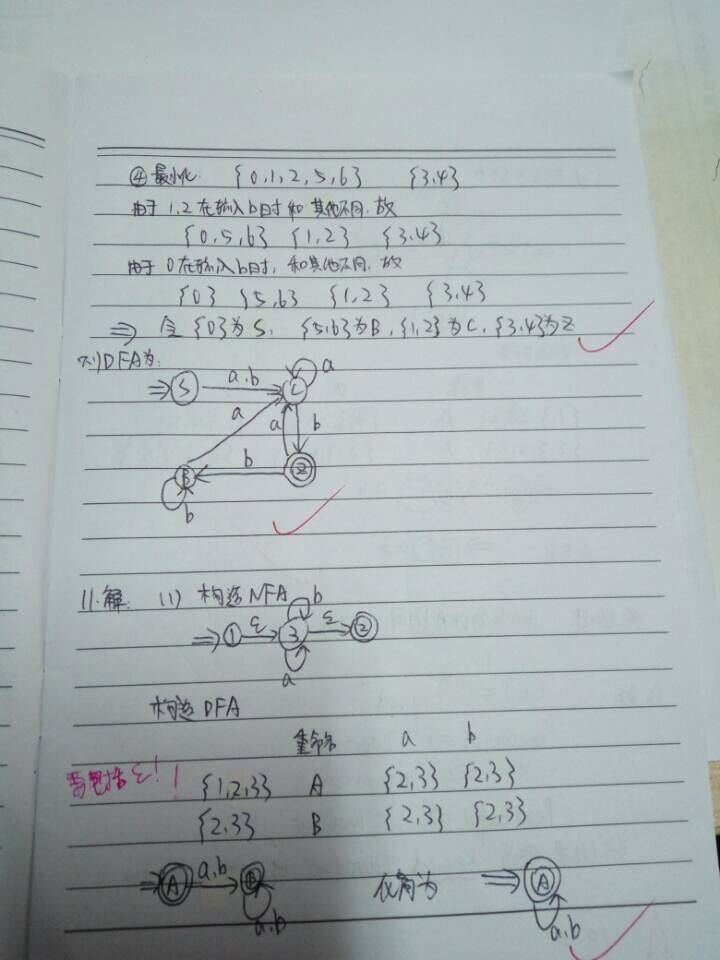 ④最小化: {0,1,2,5,6} {3,4}
由于1,2在输入b时和其他不同,故
{0,5,6} {1,2} {3,4}
由于0在输入b时,和其他不同,故
{0} {5,6} {1,2} {3,4}
⇒ 令{0}为S, {5,6}为B, {1,2}为C, {3,4}为Z
则DFA为:
a
⇒ S a,b C
a a b
B b Z
b
11.解: (1) 构造NFA
b
⇒ 1 ε 3 ε 2
a
构造DFA
重命名 a b
要包括ε!!
{1,2,3} A {2,3} {2,3}
{2,3} B {2,3} {2,3}
⇒ A a,b B 化简为 ⇒ A
a,b a,b